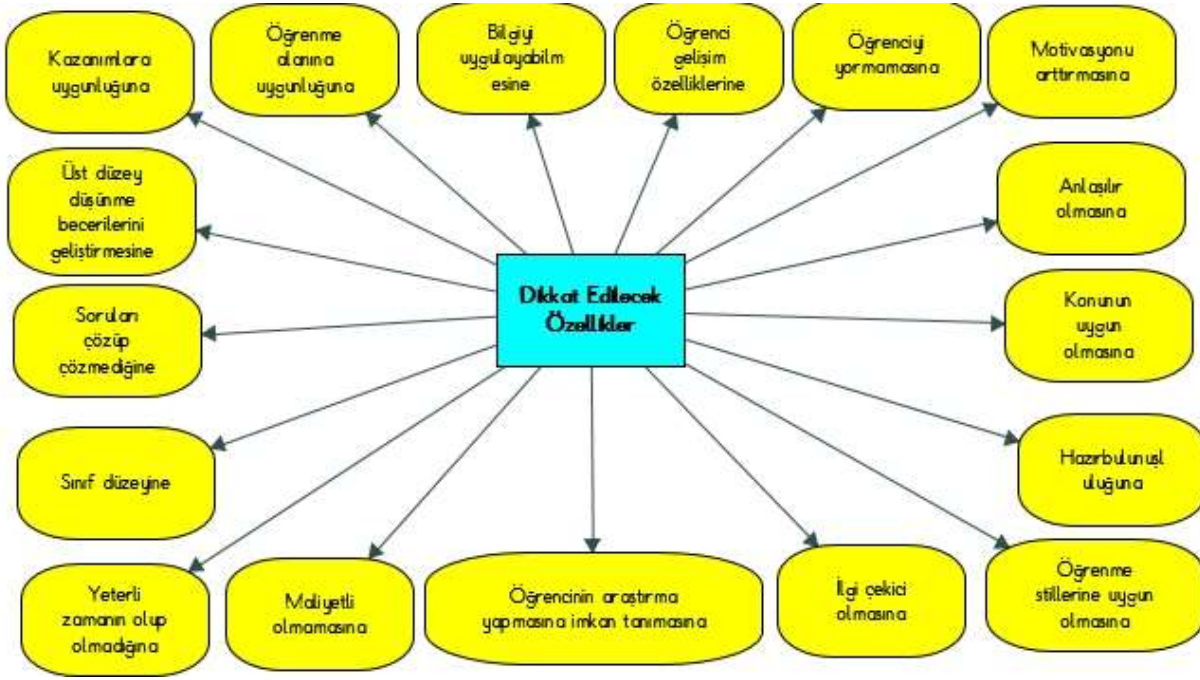 Kazanımlara
uygunluğuna
Öğrenme
alanına
uygunluğuna
Bilgiyi
uygulayabilm
esine
Öğrenci
gelişim
özelliklerine
Öğrenciyi
yormamasına
Motivasyonu
arttırmasına
Üst düzey
düşünme
becerilerini
geliştirmesine
Anlaşılır
olmasına
Dikkat Edilecek
Özellikler
Soruları
çözüp
çözmediğine
Konunun
uygun
olmasına
Sınıf düzeyine
Hazırbulunuşl
uluğuna
Yeterli
zamanın olup
olmadığına
Maliyetli
olmamasına
Öğrencinin araştırma
yapmasına imkan tanımasına
İlgi çekici
olmasına
Öğrenme
stillerine uygun
olmasına